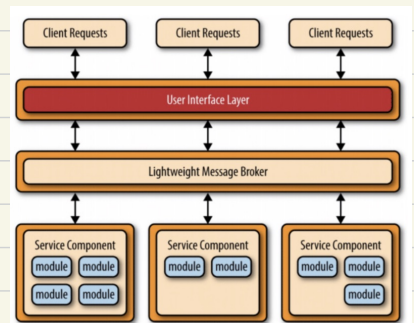 Client Requests Client Requests Client Requests
User Interface Layer
Lightweight Message Broker
Service Component Service Component Service Component
module module module module module module
module module module